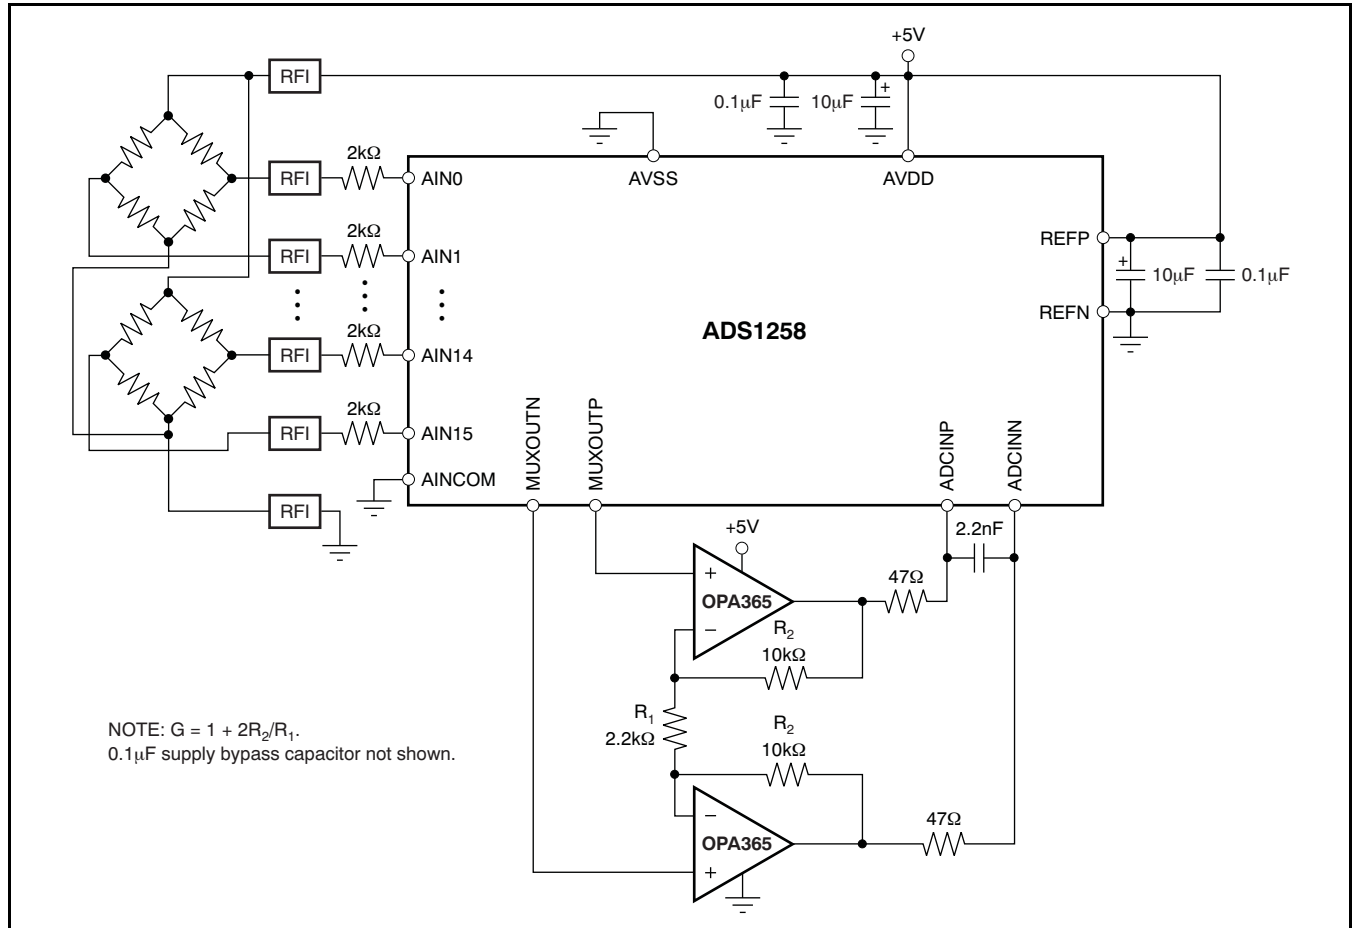 +5V
RFI
0.1μF
10μF
+
2kΩ
RFI
AIN0
AVSS
AVDD
2kΩ
RFI
AIN1
REFP
+
10μF
0.1μF
REFN
2kΩ
RFI
AIN14
ADS1258
2kΩ
RFI
AIN15
AINCOM
MUXOUTN
MUXOUTP
ADCINP
ADCINN
RFI
+5V
2.2nF
+
OPA365
−
47Ω
R2
10kΩ
R1
2.2kΩ
R2
10kΩ
NOTE: G = 1 + 2R2/R1.
0.1μF supply bypass capacitor not shown.
−
OPA365
+
47Ω